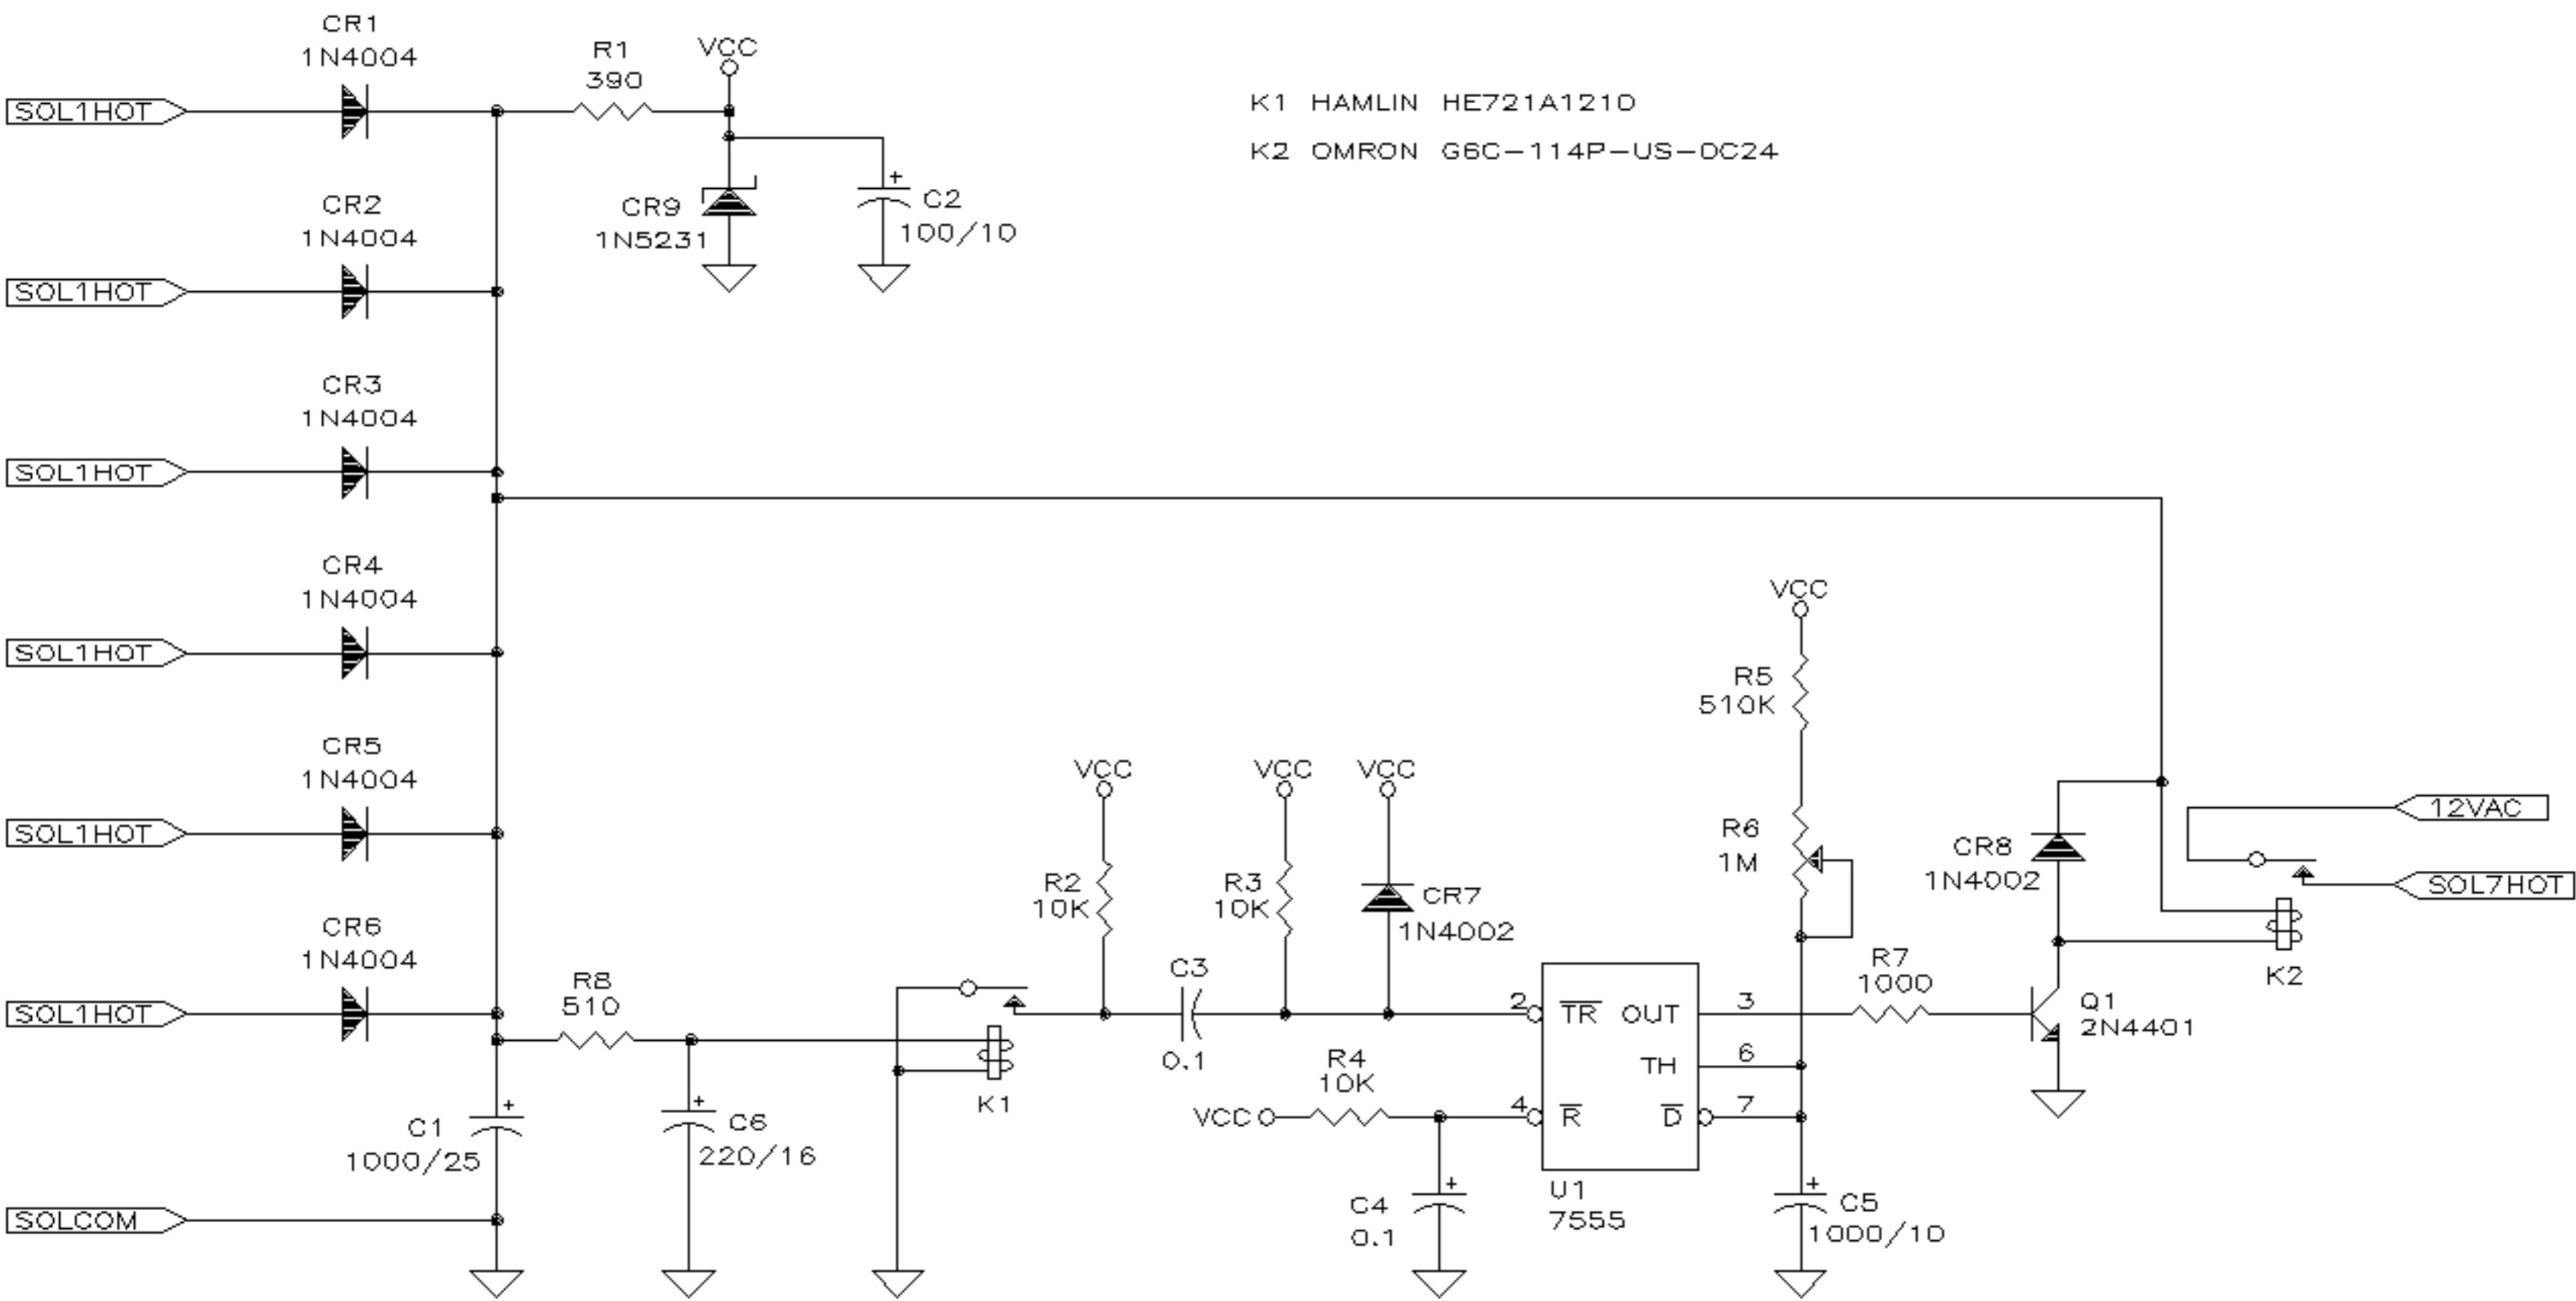 CR1
1N4004
SOL1HOT
R1
390
VCC
CR9
1N5231
C2
100/10
+
K1 HAMLIN HE721A1210
K2 OMRON G6C-114P-US-DC24
CR2
1N4004
SOL1HOT
CR3
1N4004
SOL1HOT
CR4
1N4004
SOL1HOT
CR5
1N4004
SOL1HOT
CR6
1N4004
SOL1HOT
R8
510
C1
1000/25
+
SOLCOM
C6
220/16
+
K1
VCC
R2
10K
C3
0.1
VCC
R3
10K
VCC
CR7
1N4002
VCC
R4
10K
C4
0.1
+
2
TR
OUT
3
TH
6
4
R
D
7
U1
7555
VCC
R5
510K
R6
1M
C5
1000/10
+
R7
1000
CR8
1N4002
Q1
2N4401
K2
12VAC
SOL7HOT